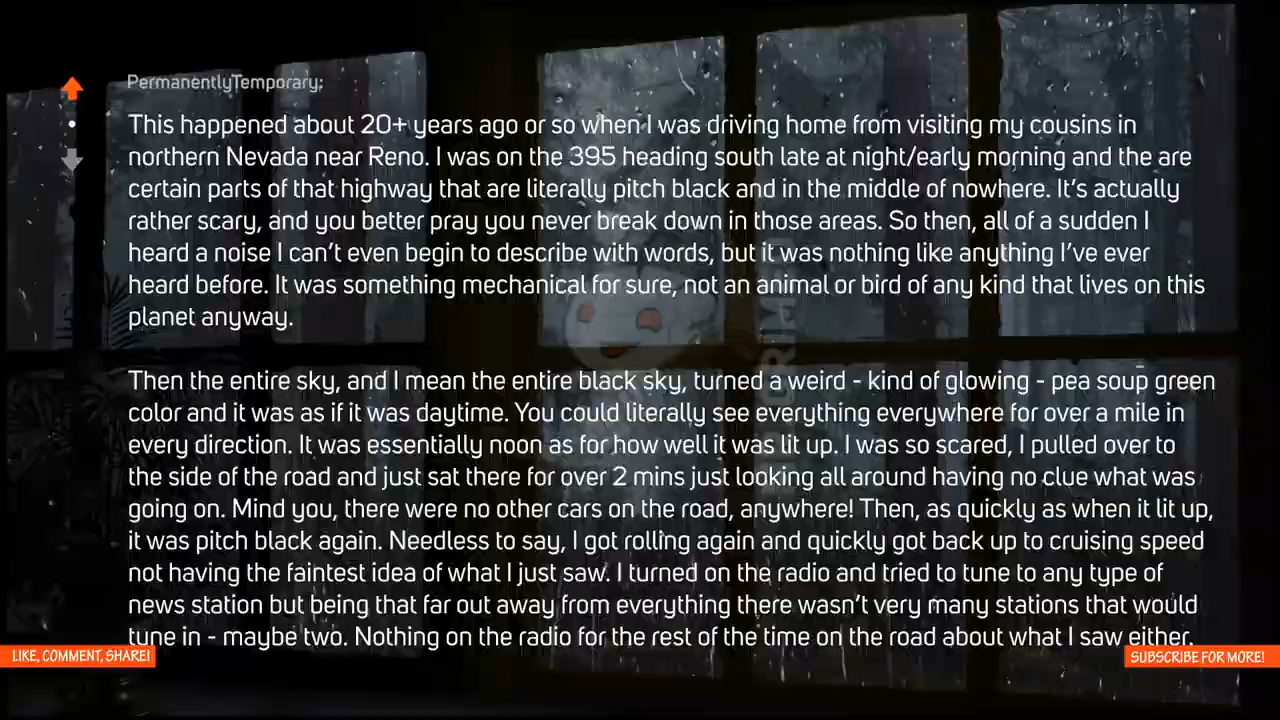 PermanentlyTemporary:
This happened about 20+ years ago or so when I was driving home from visiting my cousins in
northern Nevada near Reno. I was on the 395 heading south late at night/early morning and the are
certain parts of that highway that are literally pitch black and in the middle of nowhere. It's actually
rather scary, and you better pray you never break down in those areas. So then, all of a sudden I
heard a noise I can't even begin to describe with words, but it was nothing like anything I've ever
heard before. It was something mechanical for sure, not an animal or bird of any kind that lives on this
planet anyway.
Then the entire sky, and I mean the entire black sky, turned a weird - kind of glowing - pea soup green
color and it was as if it was daytime. You could literally see everything everywhere for over a mile in
every direction. It was essentially noon as for how well it was lit up. I was so scared, I pulled over to
the side of the road and just sat there for over 2 mins just looking all around having no clue what was
going on. Mind you, there were no other cars on the road, anywhere! Then, as quickly as when it lit up,
it was pitch black again. Needless to say, I got rolling again and quickly got back up to cruising speed
not having the faintest idea of what I just saw. I turned on the radio and tried to tune to any type of
news station but being that far out away from everything there wasn't very many stations that would
tune in - maybe two. Nothing on the radio for the rest of the time on the road about what I saw either.
LIKE, COMMENT, SHARE!
SUBSCRIBE FOR MORE!